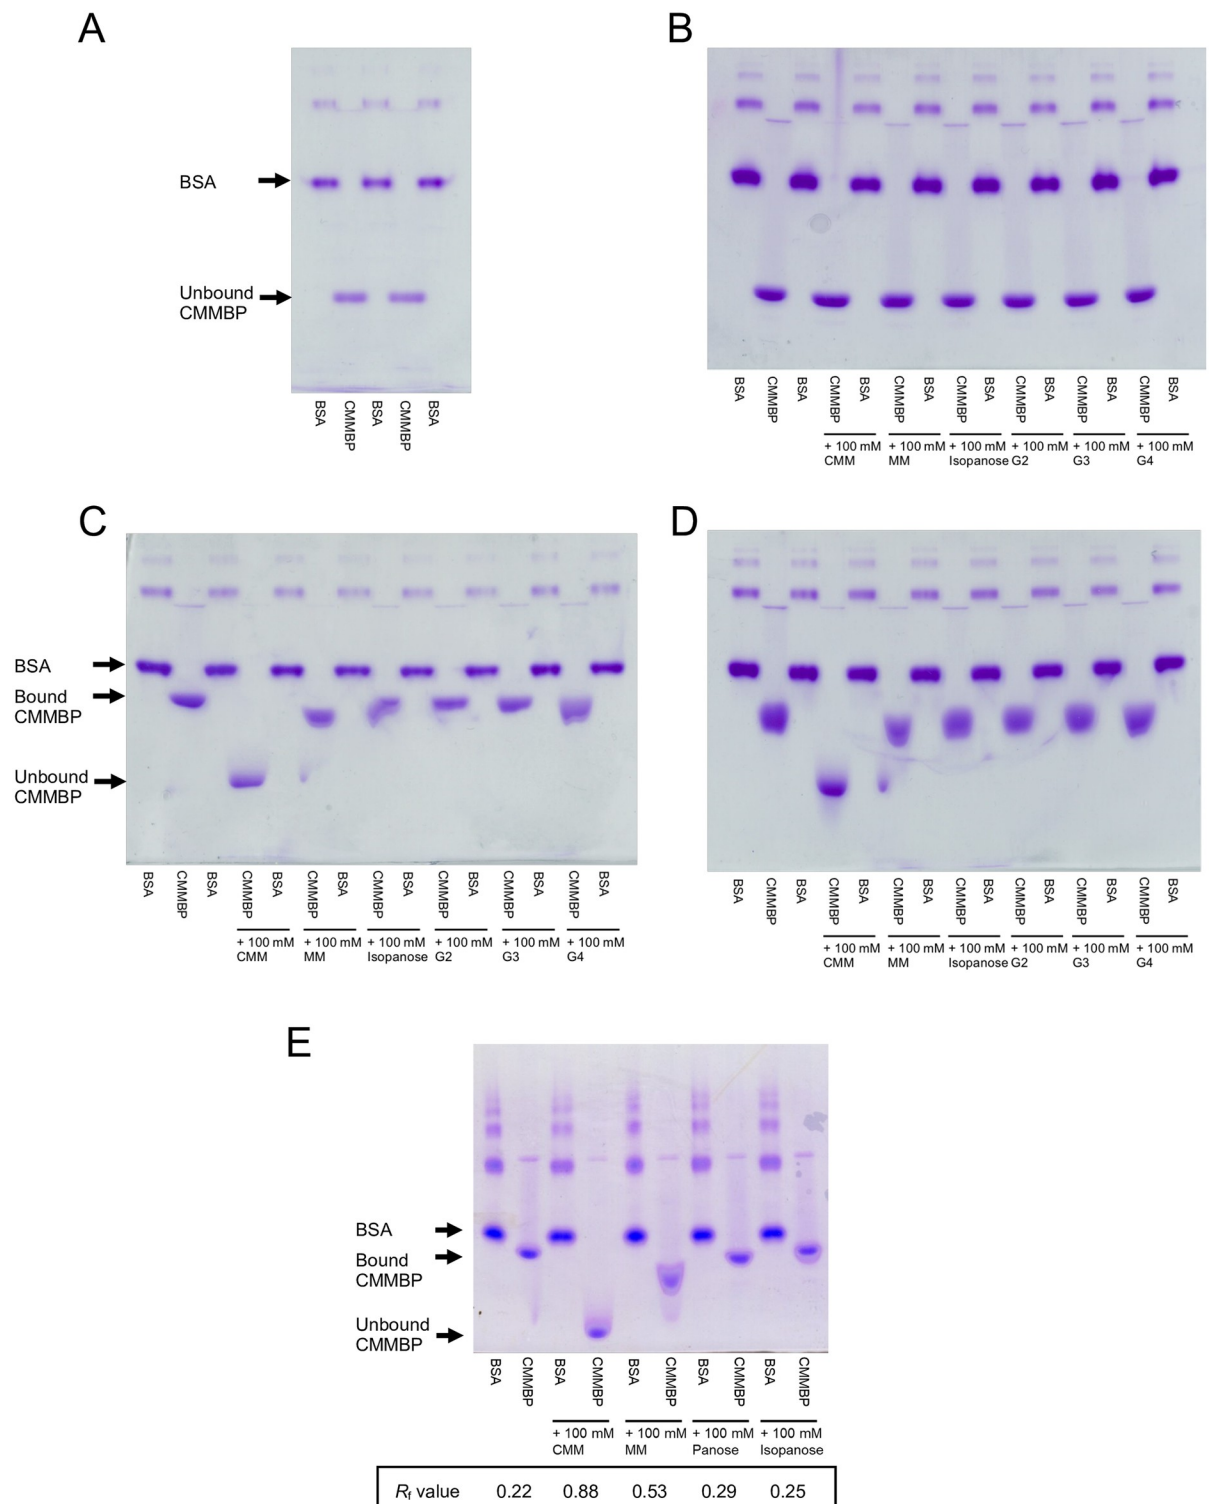 A
BSA
Unbound
CMMBP
BSA
CMMBP
BSA
CMMBP
BSA
B
BSA
CMMBP
BSA
CMMBP
BSA
CMMBP
BSA
CMMBP
BSA
CMMBP
BSA
CMMBP
BSA
CMMBP
BSA
+ 100 mM + 100 mM + 100 mM + 100 mM + 100 mM + 100 mM
CMM MM Isopanose G2 G3 G4
C
BSA
Bound
CMMBP
Unbound
CMMBP
BSA
CMMBP
BSA
CMMBP
BSA
CMMBP
BSA
CMMBP
BSA
CMMBP
BSA
CMMBP
BSA
CMMBP
BSA
+ 100 mM + 100 mM + 100 mM + 100 mM + 100 mM + 100 mM
CMM MM Isopanose G2 G3 G4
D
BSA
CMMBP
BSA
CMMBP
BSA
CMMBP
BSA
CMMBP
BSA
CMMBP
BSA
CMMBP
BSA
CMMBP
BSA
+ 100 mM + 100 mM + 100 mM + 100 mM + 100 mM + 100 mM
CMM MM Isopanose G2 G3 G4
E
BSA
Bound
CMMBP
Unbound
CMMBP
BSA
CMMBP
BSA
CMMBP
BSA
CMMBP
BSA
CMMBP
BSA
CMMBP
+ 100 mM + 100 mM + 100 mM + 100 mM
CMM MM Panose Isopanose
Rf value 0.22 0.88 0.53 0.29 0.25